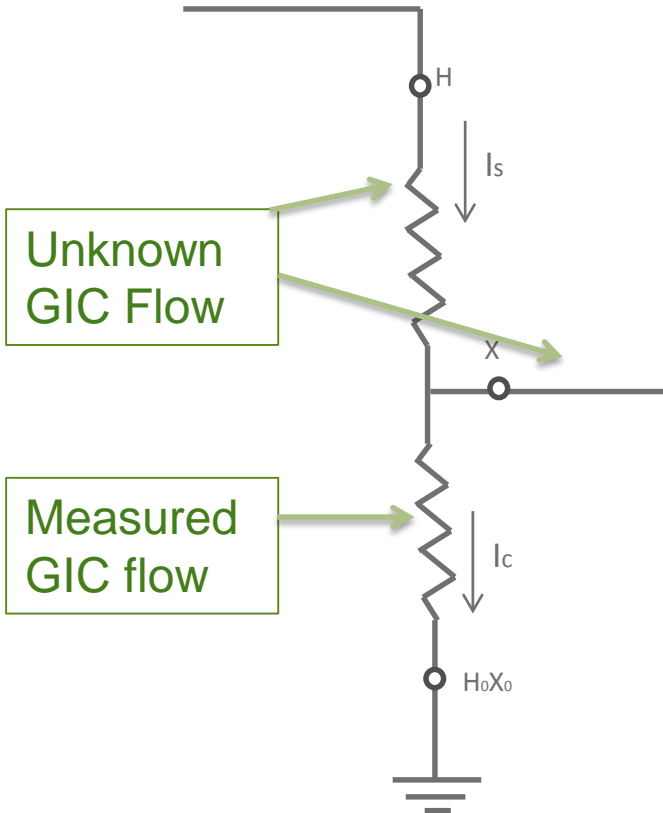 H
Is
Unknown
GIC Flow
X
Measured
GIC flow
Ic
H₀X₀